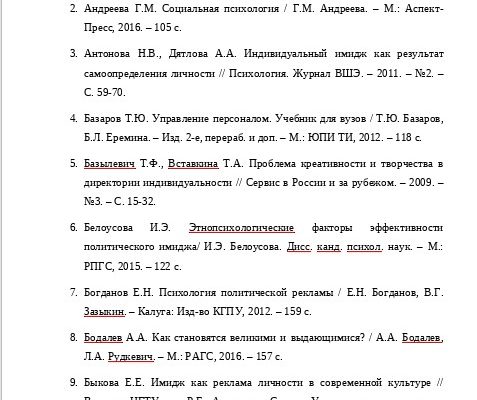 2. Андреева Г.М. Социальная психология / Г.М. Андреева. – М.: Аспект-
Пресс, 2016. – 105 с.
3. Антонова Н.В., Дятлова А.А. Индивидуальный имидж как результат
самоопределения личности // Психология. Журнал ВШЭ. – 2011. – №2. –
С. 59-70.
4. Базаров Т.Ю. Управление персоналом. Учебник для вузов / Т.Ю. Базаров,
Б.Л. Еремина. – Изд. 2-е, перераб. и доп. – М.: ЮПИ ТИ, 2012. – 118 с.
5. Базылевич Т.Ф., Вставкина Т.А. Проблема креативности и творчества в
директории индивидуальности // Сервис в России и за рубежом. – 2009. –
№3. – С. 15-32.
6. Белоусова И.Э. Этнопсихологические факторы эффективности
политического имиджа/ И.Э. Белоусова. Дисс. канд. психол. наук. – М.:
РПГС, 2015. – 122 с.
7. Богданов Е.Н. Психология политической рекламы / Е.Н. Богданов, В.Г.
Зазыкин. – Калуга: Изд-во КГПУ, 2012. – 159 с.
8. Бодалев А.А. Как становятся великими и выдающимися? / А.А. Бодалев,
Л.А. Рудкевич. – М.: РАГС, 2016. – 157 с.
9. Быкова Е.Е. Имидж как реклама личности в современной культуре //